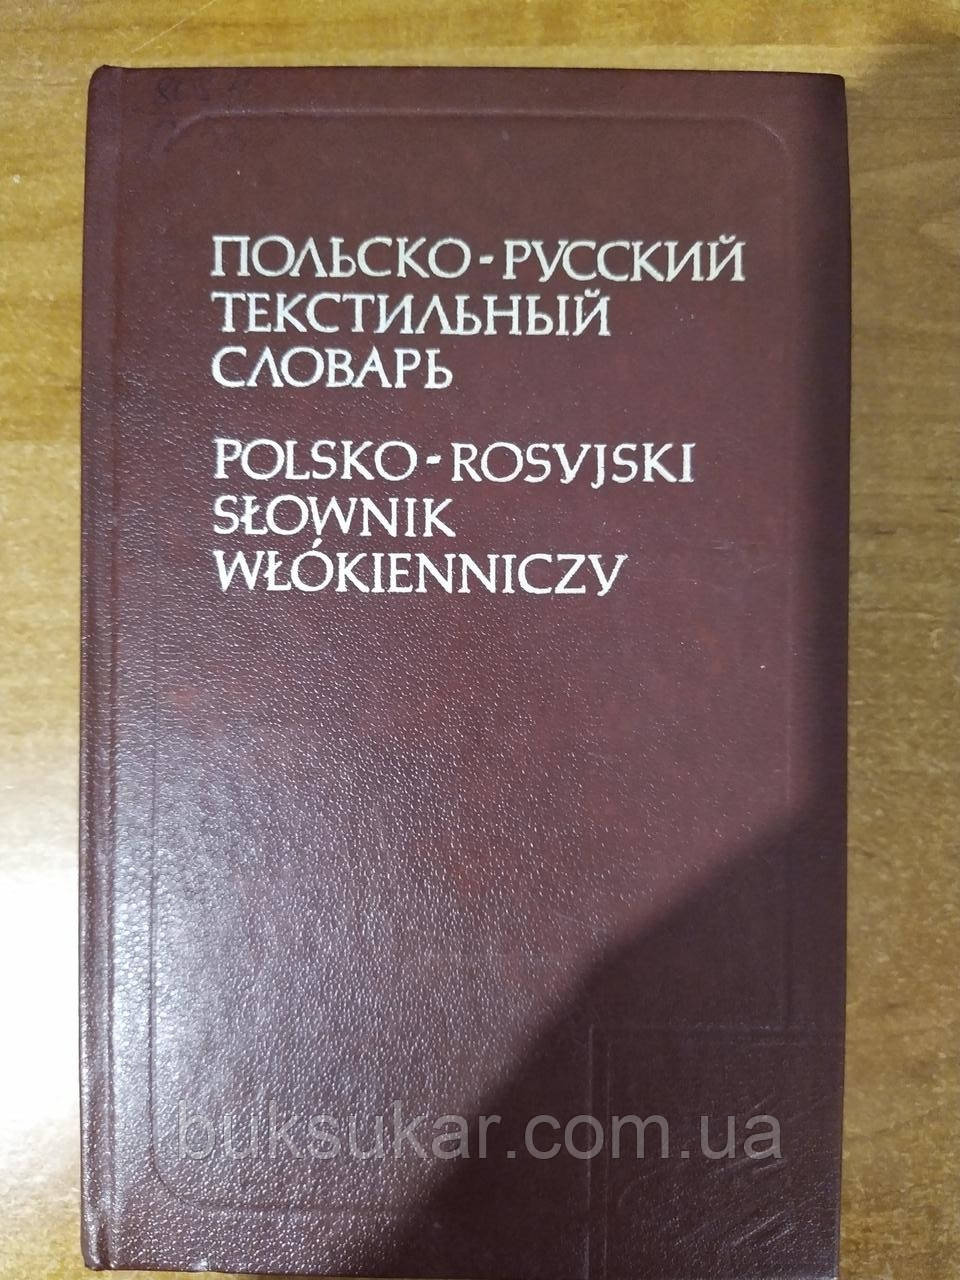 ПОЛЬСКО-РУССКИЙ
ТЕКСТИЛЬНЫЙ
СЛОВАРЬ
POLSKO-ROSYJSKI
SŁOWNIK
WŁÓKIENNICZY
buksukar.com.ua